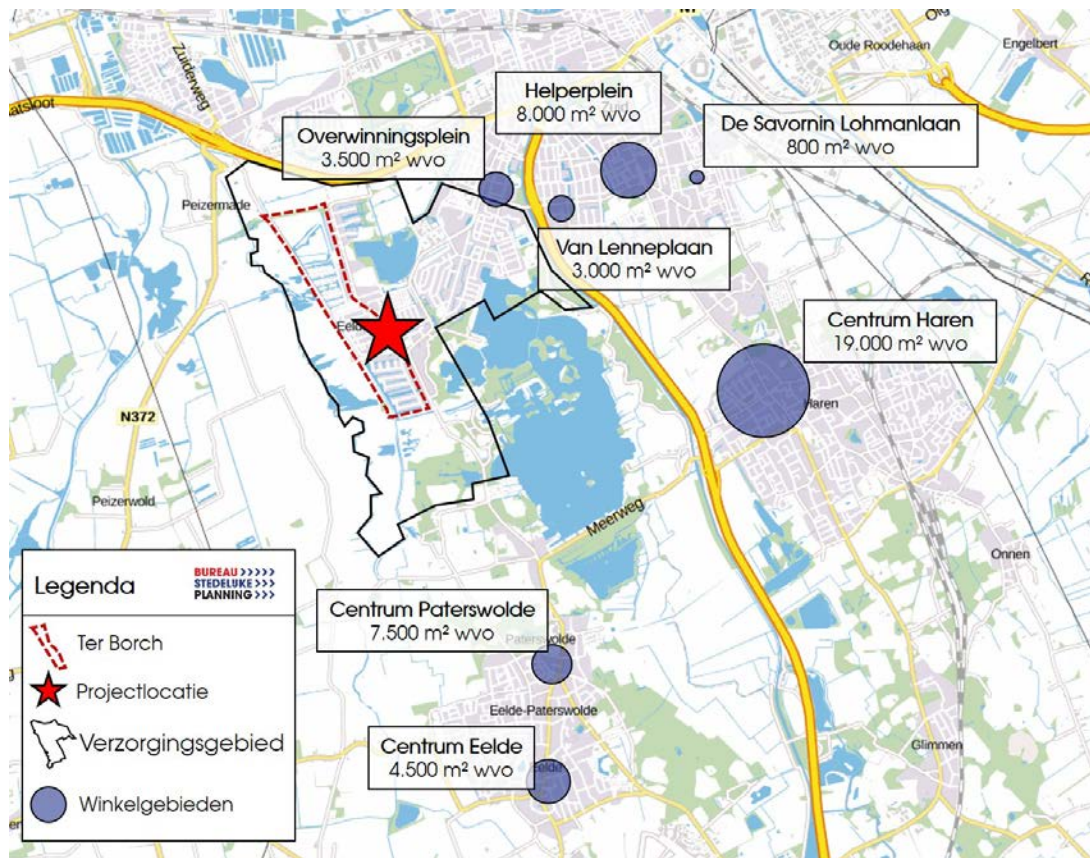 Zuiderweg
Oude Roodehaan
Engelbert
Helperplein
8.000 m² wvo
Zuid
Overwinningsplein
3.500 m² wvo
De Savornin Lohmanlaan
800 m² wvo
Peizermade
Van Lenneplaan
3.000 m² wvo
Centrum Haren
19.000 m² wvo
Haren
N372
Peizerwold
Meerweg
Onnen
Legenda
BUREAU >>>>>
STEDELIJKE >>>
PLANNING >>>
Ter Borch
Projectlocatie
Verzorgingsgebied
Winkelgebieden
Centrum Paterswolde
7.500 m² wvo
Paterswolde
Eelde-Paterswolde
Centrum Eelde
4.500 m² wvo
Eelde
Glimmen